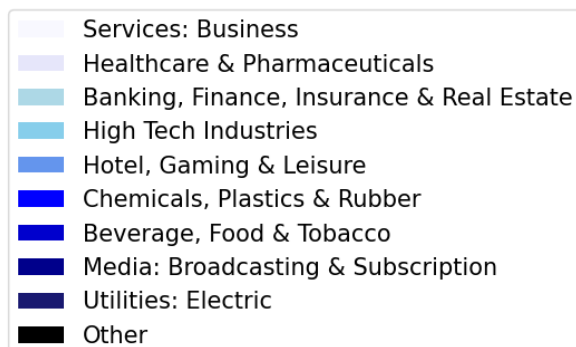 Services: Business
Healthcare & Pharmaceuticals
Banking, Finance, Insurance & Real Estate
High Tech Industries
Hotel, Gaming & Leisure
Chemicals, Plastics & Rubber
Beverage, Food & Tobacco
Media: Broadcasting & Subscription
Utilities: Electric
Other